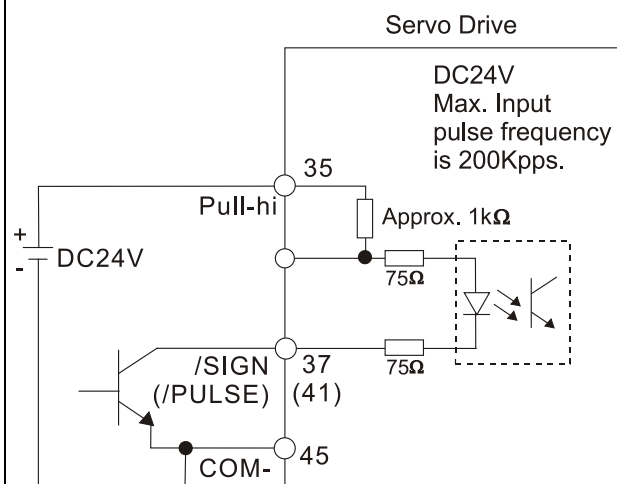 Servo Drive
DC24V
Max. Input
pulse frequency
is 200Kpps.
35
Pull-hi
Approx. 1kΩ
+
-
DC24V
75Ω
/SIGN
(/PULSE)
37
(41)
75Ω
COM-
45